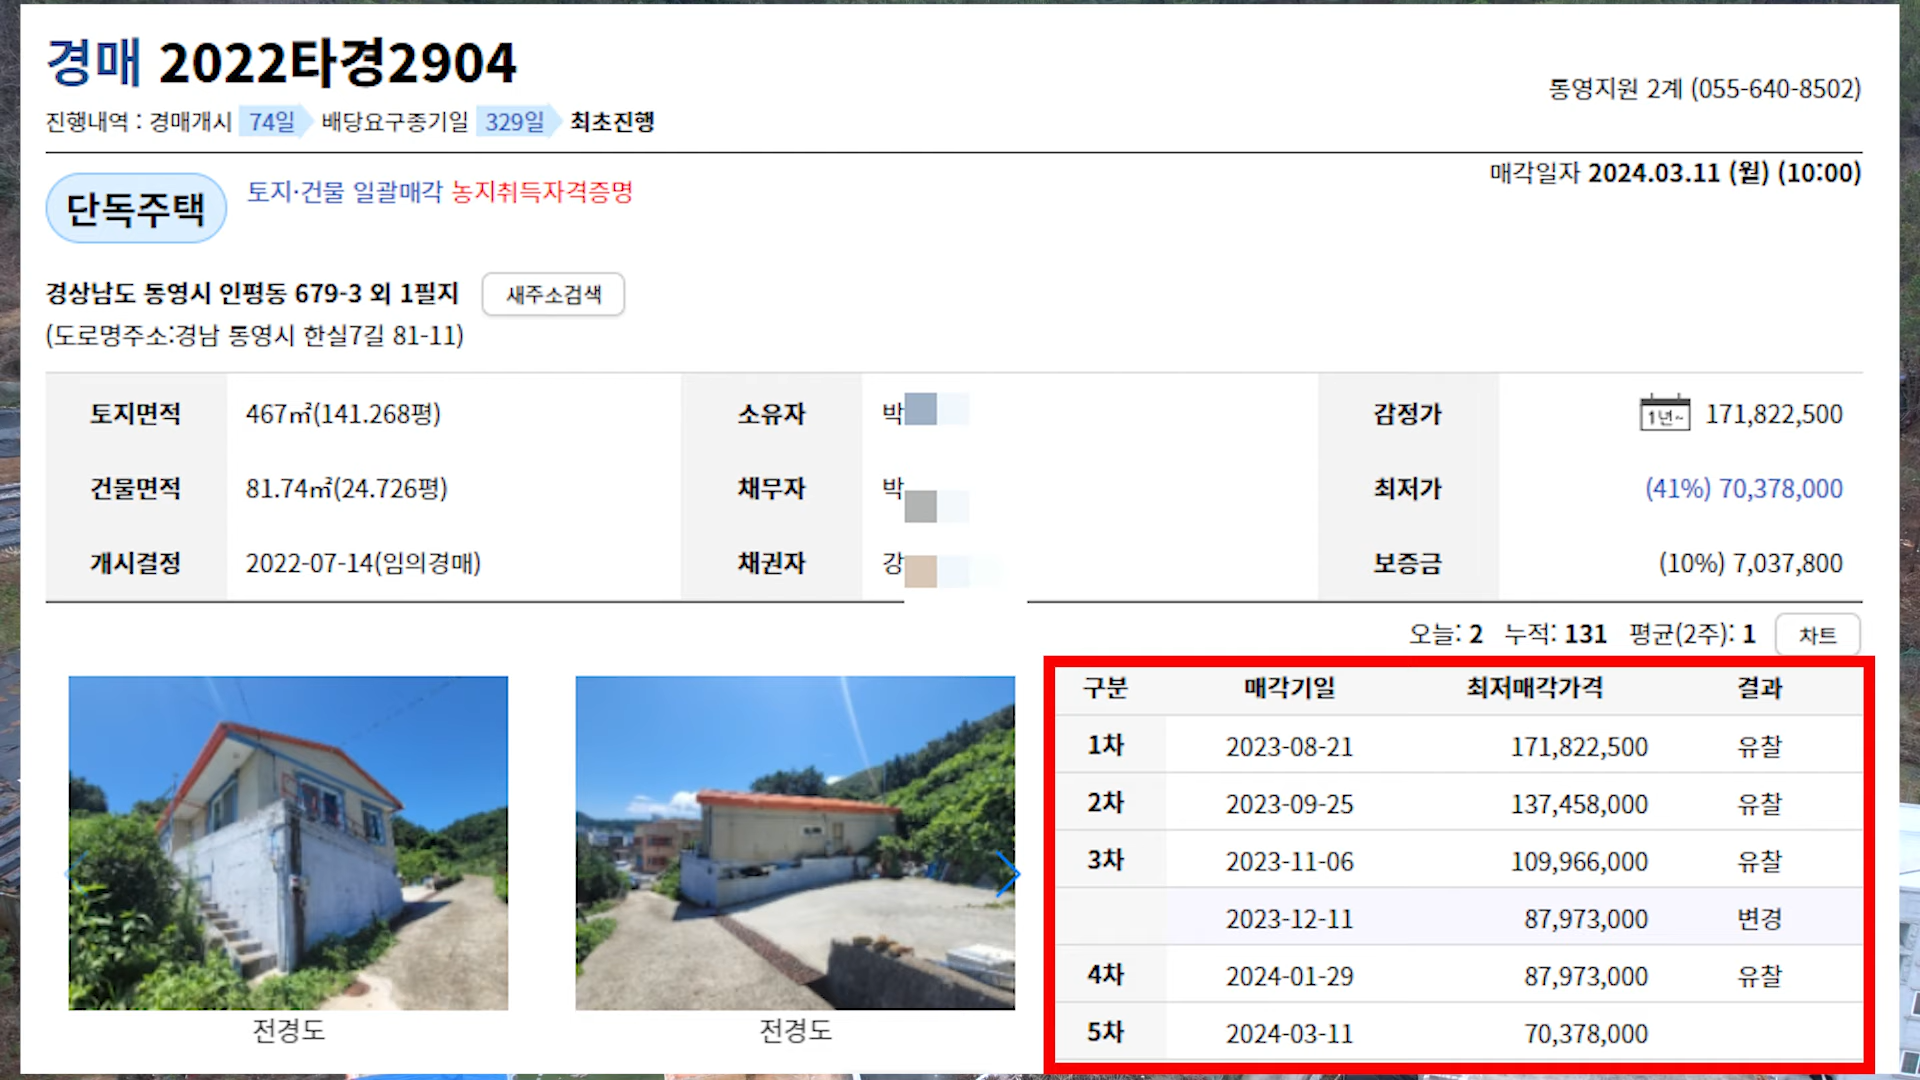 경매 2022타경2904
통영지원 2계 (055-640-8502)
진행내역 : 경매개시 74일 배당요구종기일 329일 최초진행
매각일자 2024.03.11 (월) (10:00)
단독주택 토지·건물 일괄매각 농지취득자격증명
경상남도 통영시 인평동 679-3 외 1필지 새주소검색
(도로명주소:경남 통영시 한실7길 81-11)
토지면적 467㎡(141.268평) 소유자 박 감정가 1년~ 171,822,500
건물면적 81.74㎡(24.726평) 채무자 박 최저가 (41%) 70,378,000
개시결정 2022-07-14(임의경매) 채권자 강 보증금 (10%) 7,037,800
오늘: 2 누적: 131 평균(2주): 1 차트
구분 매각기일 최저매각가격 결과
1차 2023-08-21 171,822,500 유찰
2차 2023-09-25 137,458,000 유찰
3차 2023-11-06 109,966,000 유찰
2023-12-11 87,973,000 변경
4차 2024-01-29 87,973,000 유찰
5차 2024-03-11 70,378,000
전경도 전경도